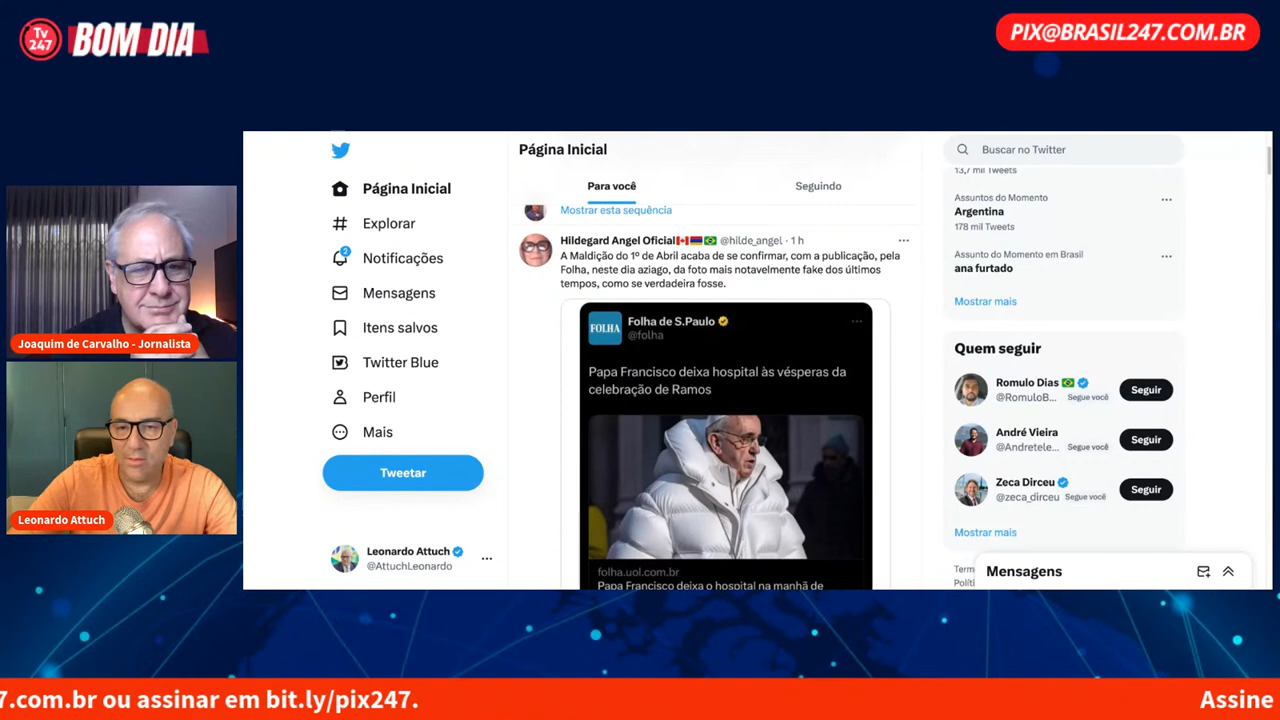 Tv
247
BOM DIA
PIX@BRASIL247.COM.BR
Joaquim de Carvalho - Jornalista
Leonardo Attuch
Página Inicial
Explorar
2
Notificações
Mensagens
Itens salvos
Twitter Blue
Perfil
Mais
Tweetar
Leonardo Attuch
@AttuchLeonardo
Página Inicial
Para você
Seguindo
Mostrar esta sequência
Hildegard Angel Oficial @hilde_angel · 1 h
A Maldição do 1º de Abril acaba de se confirmar, com a publicação, pela
Folha, neste dia aziago, da foto mais notavelmente fake dos últimos
tempos, como se verdadeira fosse.
FOLHA
Folha de S.Paulo
@folha
Papa Francisco deixa hospital às vésperas da
celebração de Ramos
folha.uol.com.br
Papa Francisco deixa o hospital na manhã de
Buscar no Twitter
13,7 mil Tweets
Assuntos do Momento
Argentina
178 mil Tweets
Assunto do Momento em Brasil
ana furtado
Mostrar mais
Quem seguir
Romulo Dias
@RomuloB... Segue você
Seguir
André Vieira
@Andretele... Segue você
Seguir
Zeca Dirceu
@zeca_dirceu Segue você
Seguir
Mostrar mais
Term
Políti
Mensagens
7.com.br ou assinar em bit.ly/pix247.
Assine